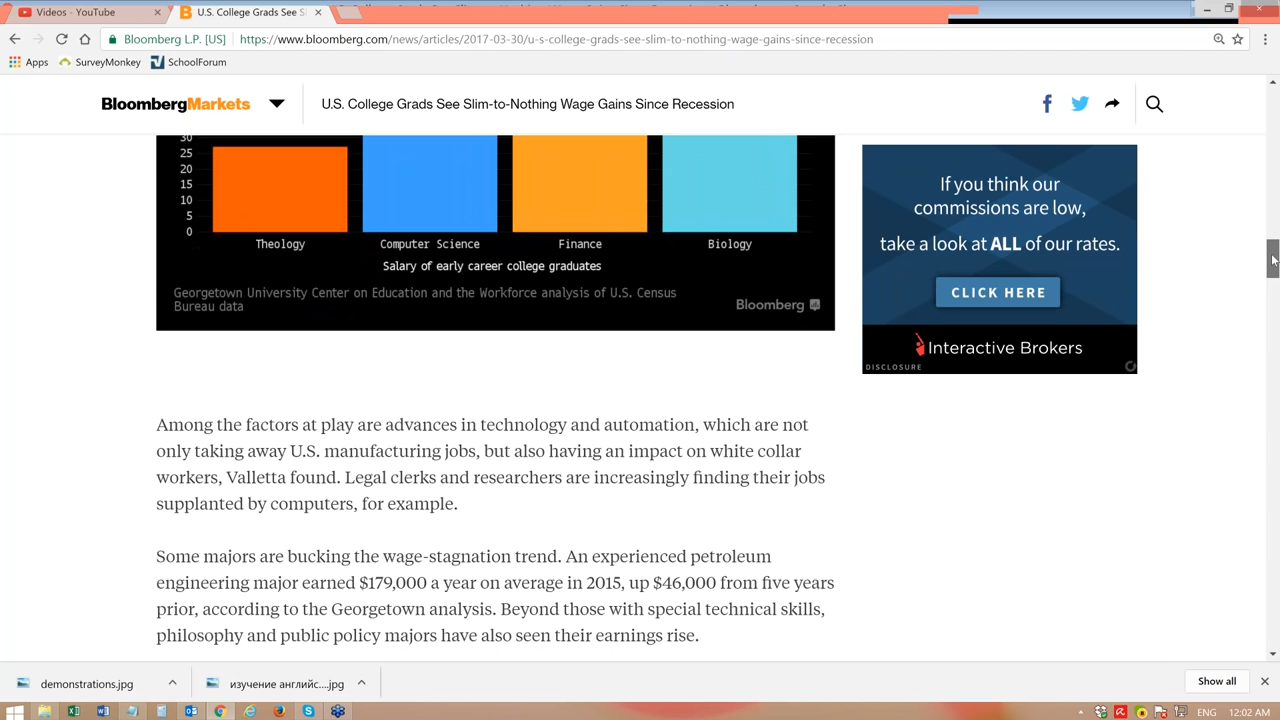 Videos - YouTube
U.S. College Grads See S
Bloomberg L.P. [US]
https://www.bloomberg.com/news/articles/2017-03-30/u-s-college-grads-see-slim-to-nothing-wage-gains-since-recession
Apps
SurveyMonkey
SchoolForum
BloombergMarkets
U.S. College Grads See Slim-to-Nothing Wage Gains Since Recession
30
25
20
15
10
5
0
Theology
Computer Science
Finance
Biology
Salary of early career college graduates
Georgetown University Center on Education and the Workforce analysis of U.S. Census
Bureau data
Bloomberg
If you think our
commissions are low,
take a look at ALL of our rates.
CLICK HERE
Interactive Brokers
DISCLOSURE
Among the factors at play are advances in technology and automation, which are not
only taking away U.S. manufacturing jobs, but also having an impact on white collar
workers, Valletta found. Legal clerks and researchers are increasingly finding their jobs
supplanted by computers, for example.
Some majors are bucking the wage-stagnation trend. An experienced petroleum
engineering major earned $179,000 a year on average in 2015, up $46,000 from five years
prior, according to the Georgetown analysis. Beyond those with special technical skills,
philosophy and public policy majors have also seen their earnings rise.
demonstrations.jpg
изучение английс....jpg
Show all
ENG
12:02 AM